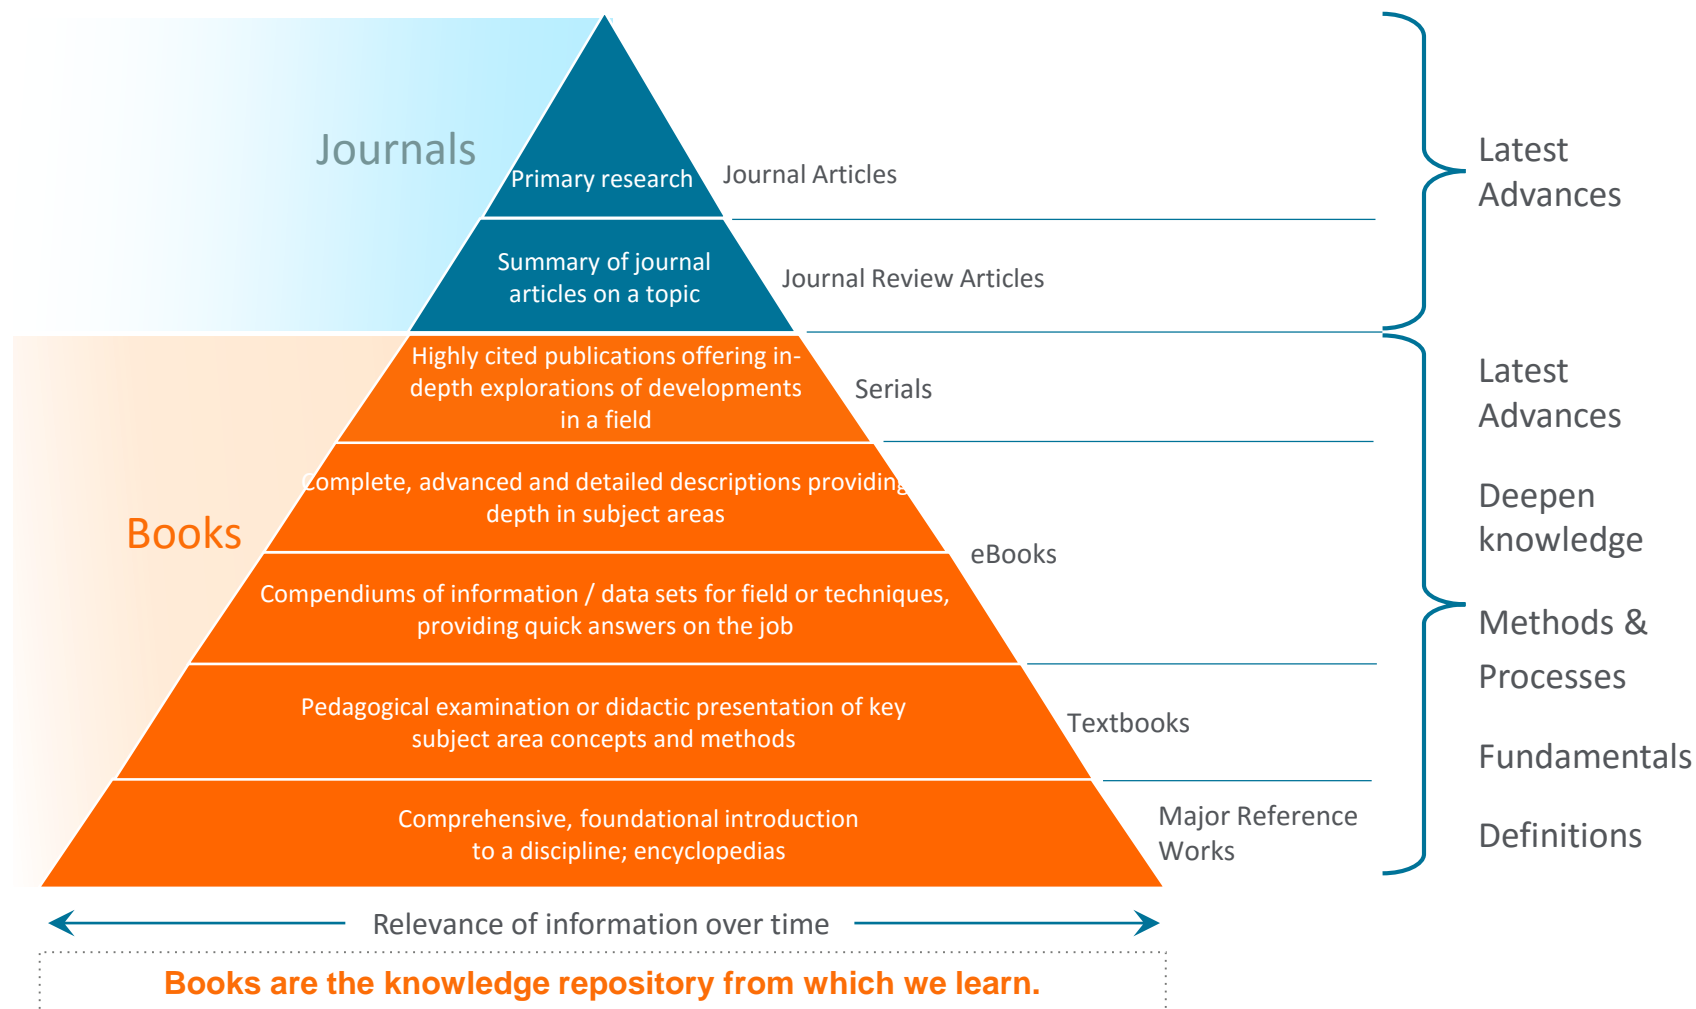 Journals
Primary research
Journal Articles
Latest
Advances
Summary of journal
articles on a topic
Journal Review Articles
Books
Highly cited publications offering in-
depth explorations of developments
in a field
Serials
Complete, advanced and detailed descriptions providing
depth in subject areas
eBooks
Compendiums of information / data sets for field or techniques,
providing quick answers on the job
Pedagogical examination or didactic presentation of key
subject area concepts and methods
Textbooks
Comprehensive, foundational introduction
to a discipline; encyclopedias
Major Reference
Works
Latest
Advances
Deepen
knowledge
Methods &
Processes
Fundamentals
Definitions
Relevance of information over time
Books are the knowledge repository from which we learn.